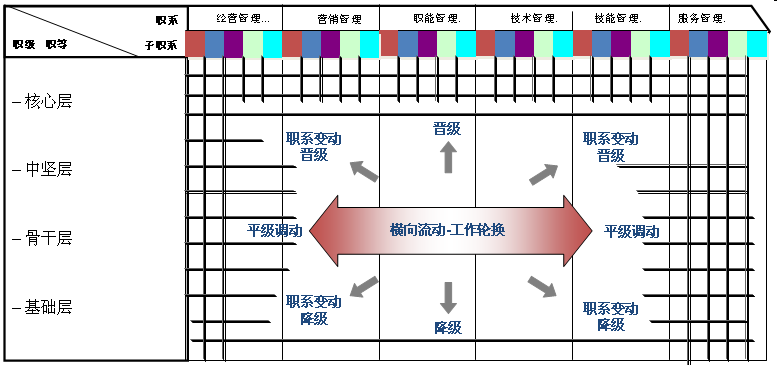 职系
经营管理...
营销管理
职能管理.
技术管理.
技能管理.
服务管理.
职级 职等
子职系
– 核心层
– 中坚层
– 骨干层
– 基础层
职系变动
晋级
晋级
职系变动
晋级
平级调动
横向流动-工作轮换
平级调动
职系变动
降级
降级
职系变动
降级